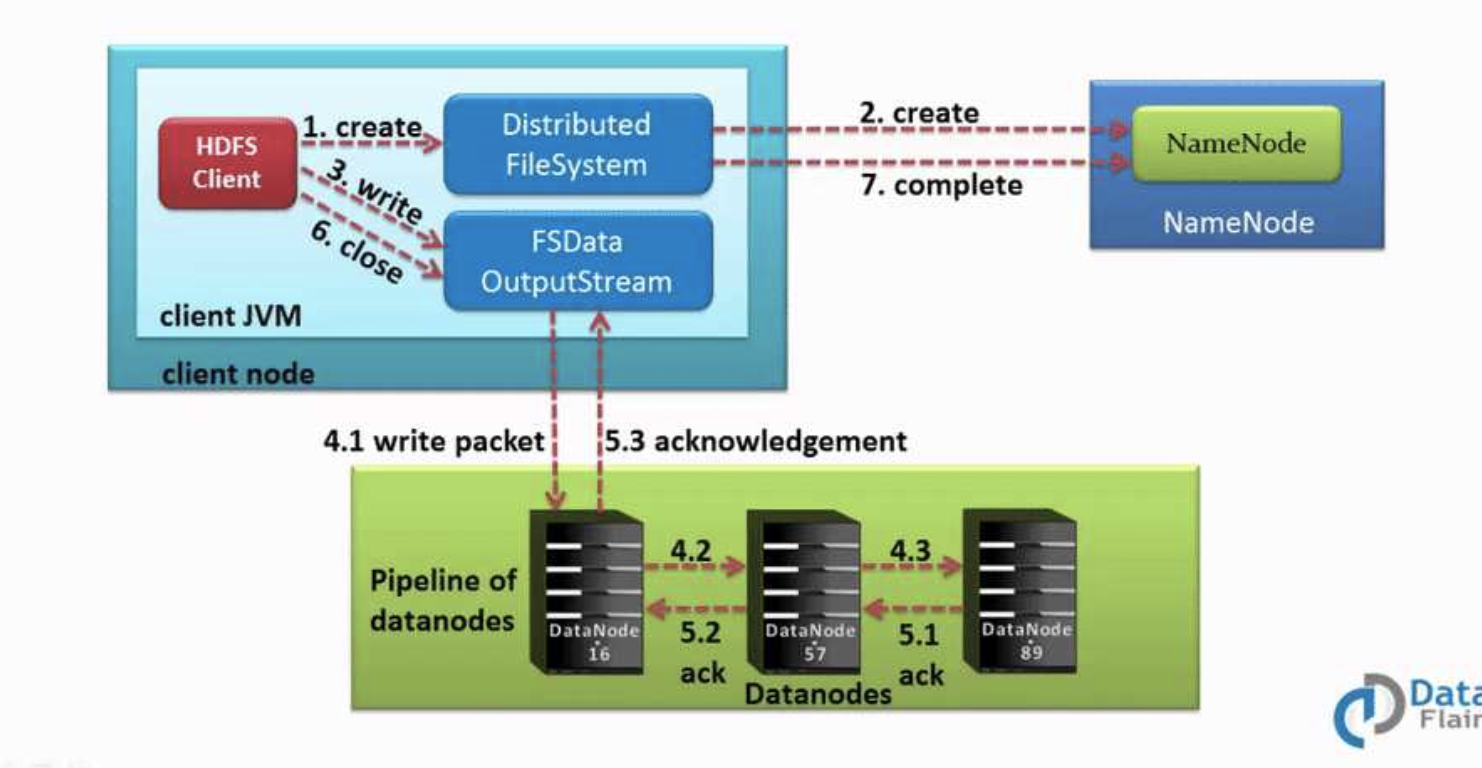 HDFS
Client
1. create
3. write
6. close
Distributed
FileSystem
FSData
OutputStream
client JVM
client node
2. create
7. complete
NameNode
NameNode
4.1 write packet
5.3 acknowledgement
Pipeline of
datanodes
DataNode
16
4.2
5.2
ack
DataNode
57
4.3
5.1
ack
DataNode
89
Datanodes
Data
Flair